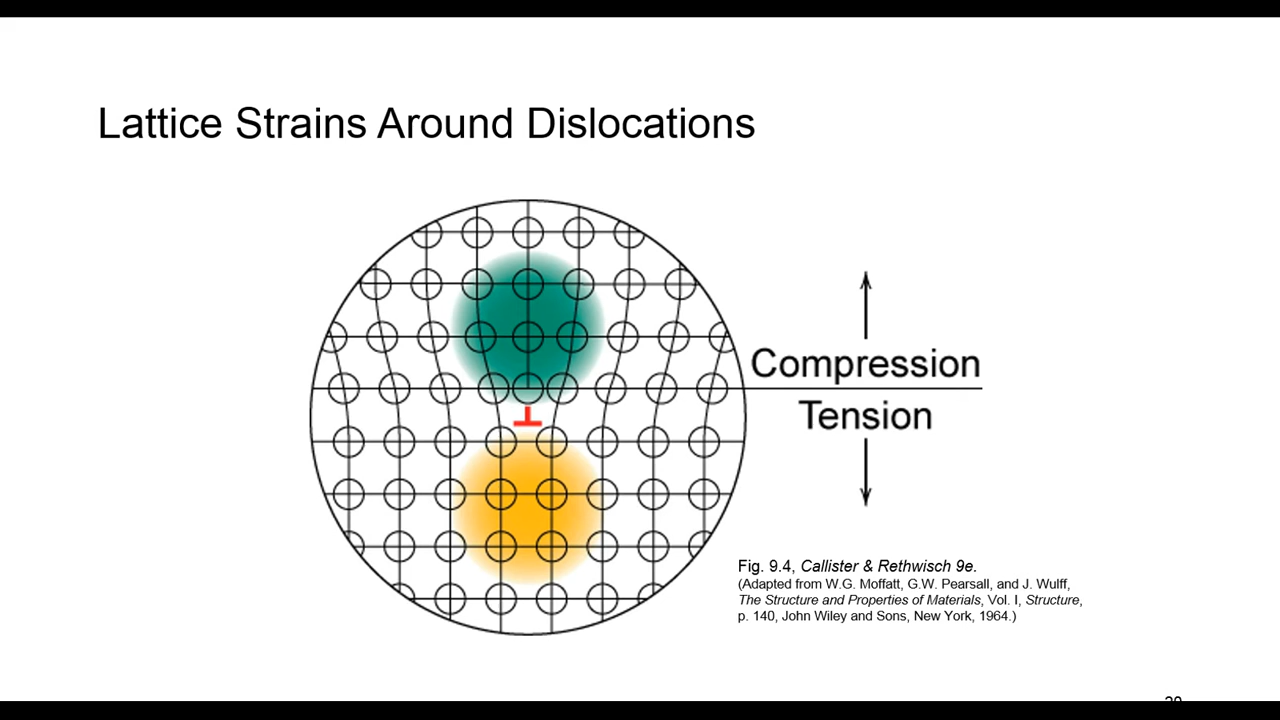 Lattice Strains Around Dislocations
Compression
Tension
Fig. 9.4, Callister & Rethwisch 9e.
(Adapted from W.G. Moffatt, G.W. Pearsall, and J. Wulff,
The Structure and Properties of Materials, Vol. I, Structure,
p. 140, John Wiley and Sons, New York, 1964.)